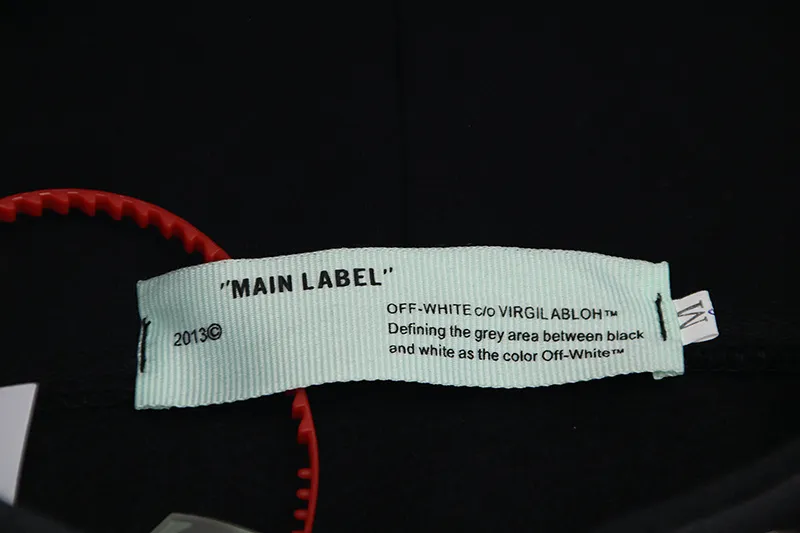 "MAIN LABEL"
2013©
OFF-WHITE c/o VIRGIL ABLOH™
Defining the grey area between black
and white as the color Off-White™
M